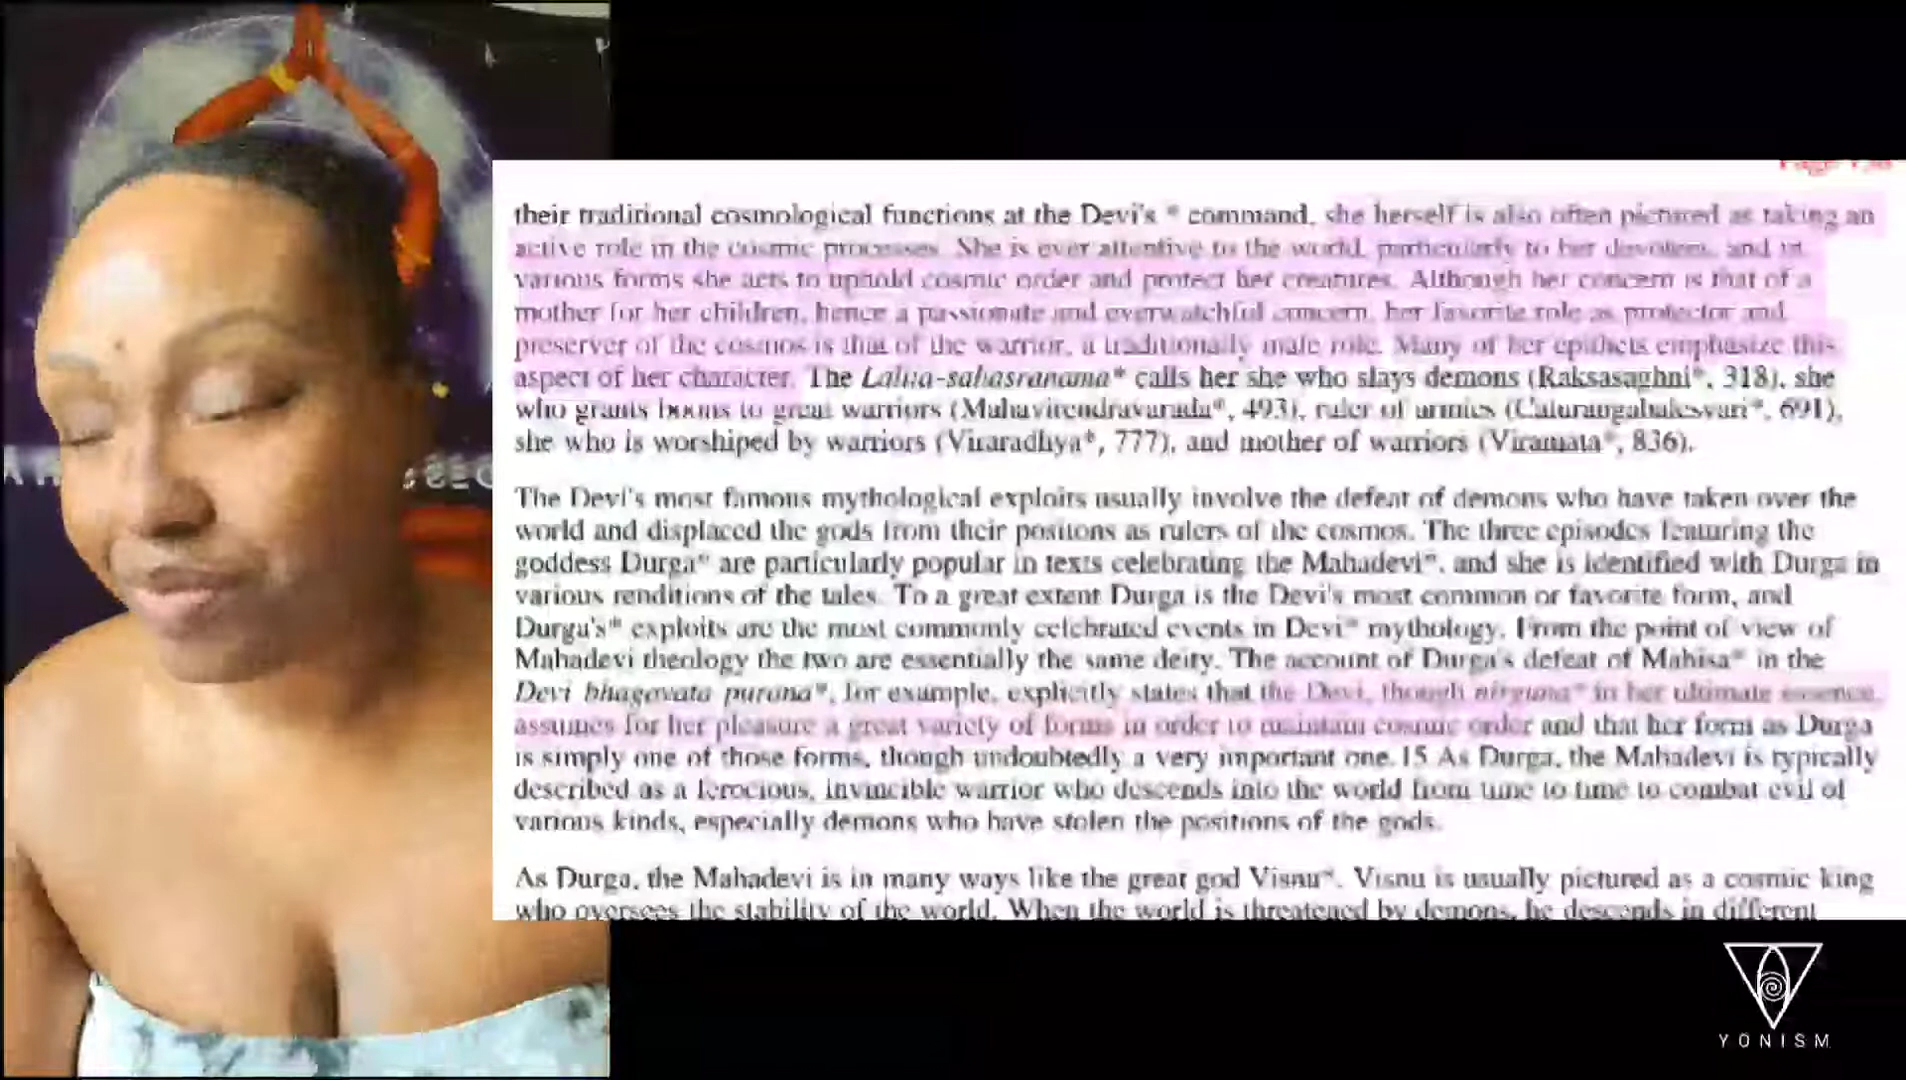 their traditional cosmological functions at the Devi's * command, she herself is also often pictured as taking an
active role in the cosmic processes. She is ever attentive to the world, particularly to her devotees, and in
various forms she acts to uphold cosmic order and protect her creatures. Although her concern is that of a
mother for her children, hence a passionate and everwatchful concern, her favorite role as protector and
preserver of the cosmos is that of the warrior, a traditionally male role. Many of her epithets emphasize this
aspect of her character. The Lalita-sahasranama* calls her she who slays demons (Raksasaghni*, 318), she
who grants boons to great warriors (Mahavirendravarada*, 493), ruler of armies (Caturangabalesvari*, 691),
she who is worshiped by warriors (Viraradhya*, 777), and mother of warriors (Viramata*, 836).
The Devi's most famous mythological exploits usually involve the defeat of demons who have taken over the
world and displaced the gods from their positons as rulers of the cosmos. The three episodes featuring the
goddess Durga* are particularly popular in texts celebrating the Mahadevi*, and she is identified with Durga in
various renditions of the tales. To a great extent Durga is the Devi's most common or favorite form, and
Durga's* exploits are the most commonly celebrated events in Devi* mythology. From the point of view of
Mahadevi theology the two are essentially the same deity. The account of Durga's defeat of Mahisa* in the
Devi bhagavata purana*, for example, explicitly states that the Devi, though nirguna* in her ultimate essence,
assumes for her pleasure a great variety of forms in order to maintain cosmic order and that her form as Durga
is simply one of those forms, though undoubtedly a very important one.15 As Durga, the Mahadevi is typically
described as a ferocious, invincible warrior who descends into the world from time to time to combat evil of
various kinds, especially demons who have stolen the positions of the gods.
As Durga, the Mahadevi is in many ways like the great god Visnu*. Visnu is usually pictured as a cosmic king
who oversees the stability of the world. When the world is threatened by demons, he descends in different
YONISM